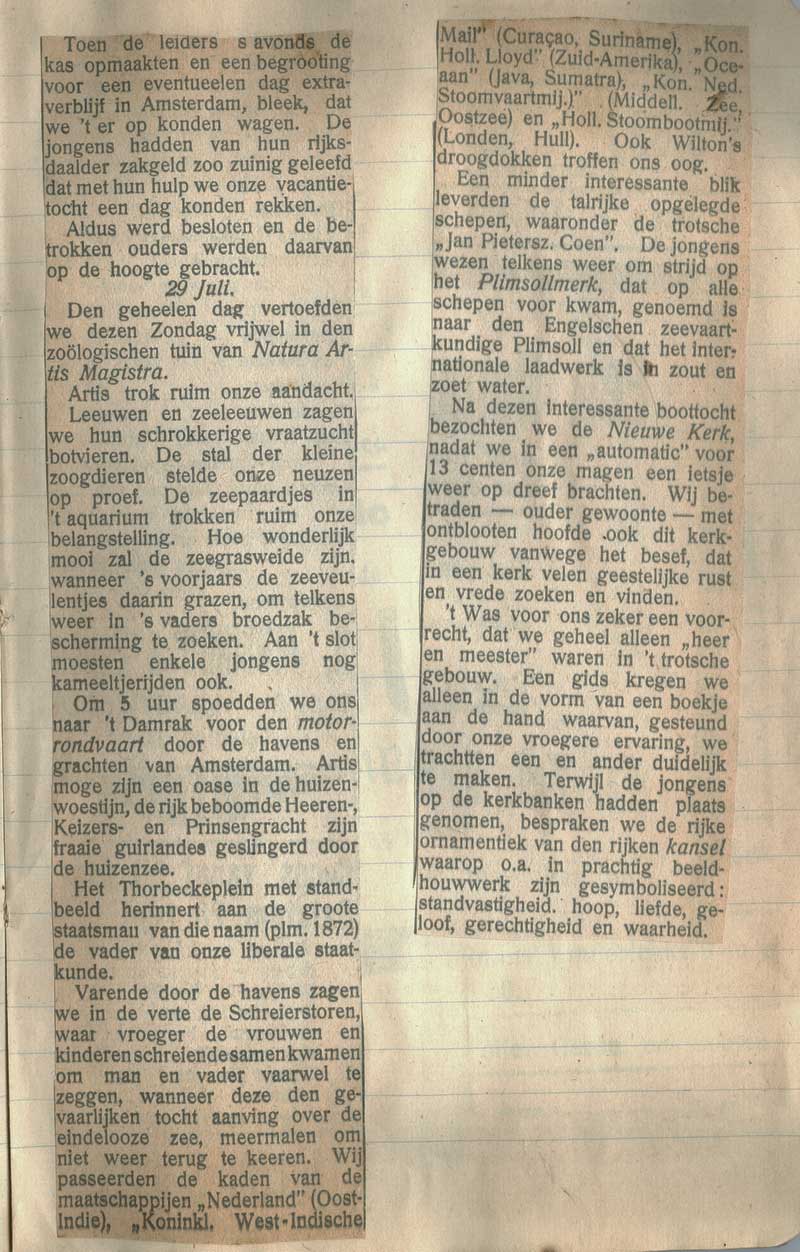 Toen de leiders s avonds de
kas opmaakten en een begrooting
voor een eventueelen dag extra-
verblijf in Amsterdam, bleek, dat
we 't er op konden wagen. De
jongens hadden van hun rijks-
daalder zakgeld zoo zuinig geleefd
dat met hun hulp we onze vacantie-
tocht een dag konden rekken.
Aldus werd besloten en de be-
trokken ouders werden daarvan
op de hoogte gebracht.
29 Juli.
Den geheelen dag vertoefden
we dezen Zondag vrijwel in den
zoölogischen tuin van Natura Ar-
tis Magistra.
Artis trok ruim onze aandacht.
Leeuwen en zeeleeuwen zagen
we hun schrokkerige vraatzucht
botvieren. De stal der kleine
zoogdieren stelde onze neuzen
op proef. De zeepaardjes in
't aquarium trokken ruim onze
belangstelling. Hoe wonderlijk
mooi zal de zeegrasweide zijn.
wanneer 's voorjaars de zeeveu-
lentjes daarin grazen, om telkens
weer in 's vaders broedzak be-
scherming te zoeken. Aan 't slot
moesten enkele jongens nog
kameeltjerijden ook.
Om 5 uur spoedden we ons
naar 't Damrak voor den motor-
rondvaart door de havens en
grachten van Amsterdam. Artis
moge zijn een oase in de huizen-
woestijn, de rijk beboomde Heeren-,
Keizers- en Prinsengracht zijn
fraaie guirlandes geslingerd door
de huizenzee.
Het Thorbeckeplein met stand-
beeld herinnert aan de groote
staatsmau van die naam (plm. 1872)
de vader van onze liberale staat-
kunde.
Varende door de havens zagen
we in de verte de Schreierstoren,
waar vroeger de vrouwen en
kinderen schreiende samen kwamen
om man en vader vaarwel te
zeggen, wanneer deze den ge-
vaarlijken tocht aanving over de
eindelooze zee, meermalen om
niet weer terug te keeren. Wij
passeerden de kaden van de
maatschappijen „Nederland" (Oost-
Indie), „Koninkl. West-Indische
Mail" (Curaçao, Suriname), „Kon.
Holl. Lloyd" (Zuid-Amerika), „Oce-
aan" (Java, Sumatra), „Kon. Ned.
Stoomvaartmij.)" (Middell. Zee,
Oostzee) en „Holl. Stoombootmij."
(Londen, Hull). Ook Wilton's
droogdokken troffen ons oog.
Een minder interessante blik
leverden de talrijke opgelegde
schepen, waaronder de trotsche
„Jan Pietersz. Coen". De jongens
wezen telkens weer om strijd op
het Plimsollmerk, dat op alle
schepen voor kwam, genoemd is
naar den Engelschen zeevaart-
kundige Plimsoll en dat het inter-
nationale laadwerk is in zout en
zoet water.
Na dezen interessante boottocht
bezochten we de Nieuwe Kerk,
nadat we in een „automatic" voor
13 centen onze magen een ietsje
weer op dreef brachten. Wij be-
traden — ouder gewoonte — met
ontblooten hoofde .ook dit kerk-
gebouw vanwege het besef, dat
in een kerk velen geestelijke rust
en vrede zoeken en vinden.
't Was voor ons zeker een voor-
recht, dat we geheel alleen „heer
en meester" waren in 't trotsche
gebouw. Een gids kregen we
alleen in de vorm van een boekje
aan de hand waarvan, gesteund
door onze vroegere ervaring, we
trachtten een en ander duidelijk
te maken. Terwijl de jongens
op de kerkbanken hadden plaats
genomen, bespraken we de rijke
ornamentiek van den rijken kansel
waarop o.a. in prachtig beeld-
houwwerk zijn gesymboliseerd:
standvastigheid. hoop, liefde, ge-
loof, gerechtigheid en waarheid.